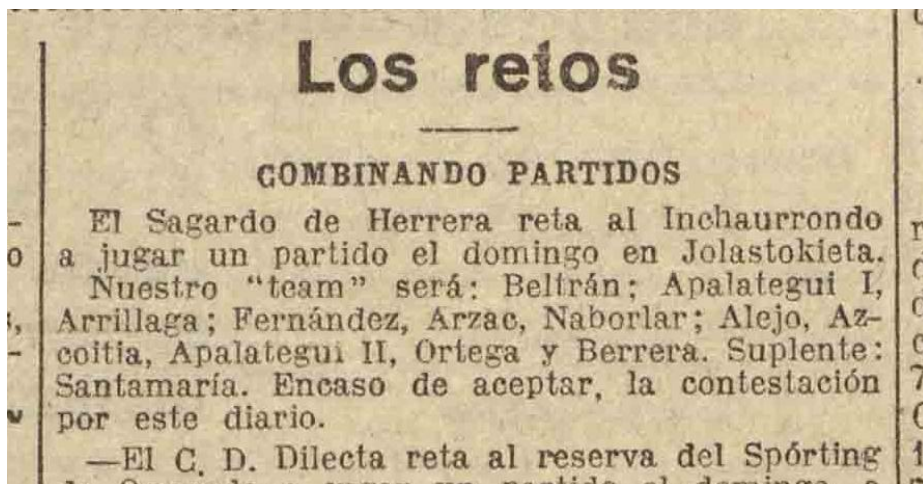 Los retos
COMBINANDO PARTIDOS
El Sagardo de Herrera reta al Inchaurrondo
a jugar un partido el domingo en Jolastokieta.
Nuestro “team” será: Beltrán; Apalategui I,
Arrillaga; Fernández, Arzac, Naborlar; Alejo, Az-
coitia, Apalategui II, Ortega y Berrera. Suplente:
Santamaría. Encaso de aceptar, la contestación
por este diario.
—El C. D. Dilecta reta al reserva del Spórting